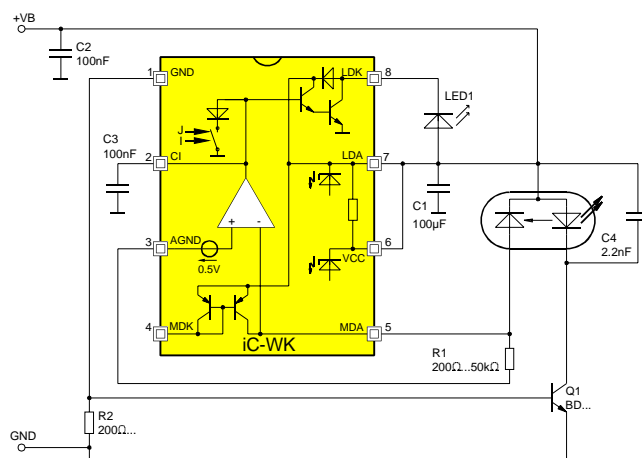 +VB
C2
100nF
1
GND
LDK
8
LED1
J
I
C3
100nF
2
CI
LDA
7
C1
100µF
+
-
3
AGND
0.5V
VCC
6
C4
2.2nF
4
MDK
MDA
5
iC-WK
R1
200Ω...50kΩ
Q1
BD...
R2
200Ω...
GND